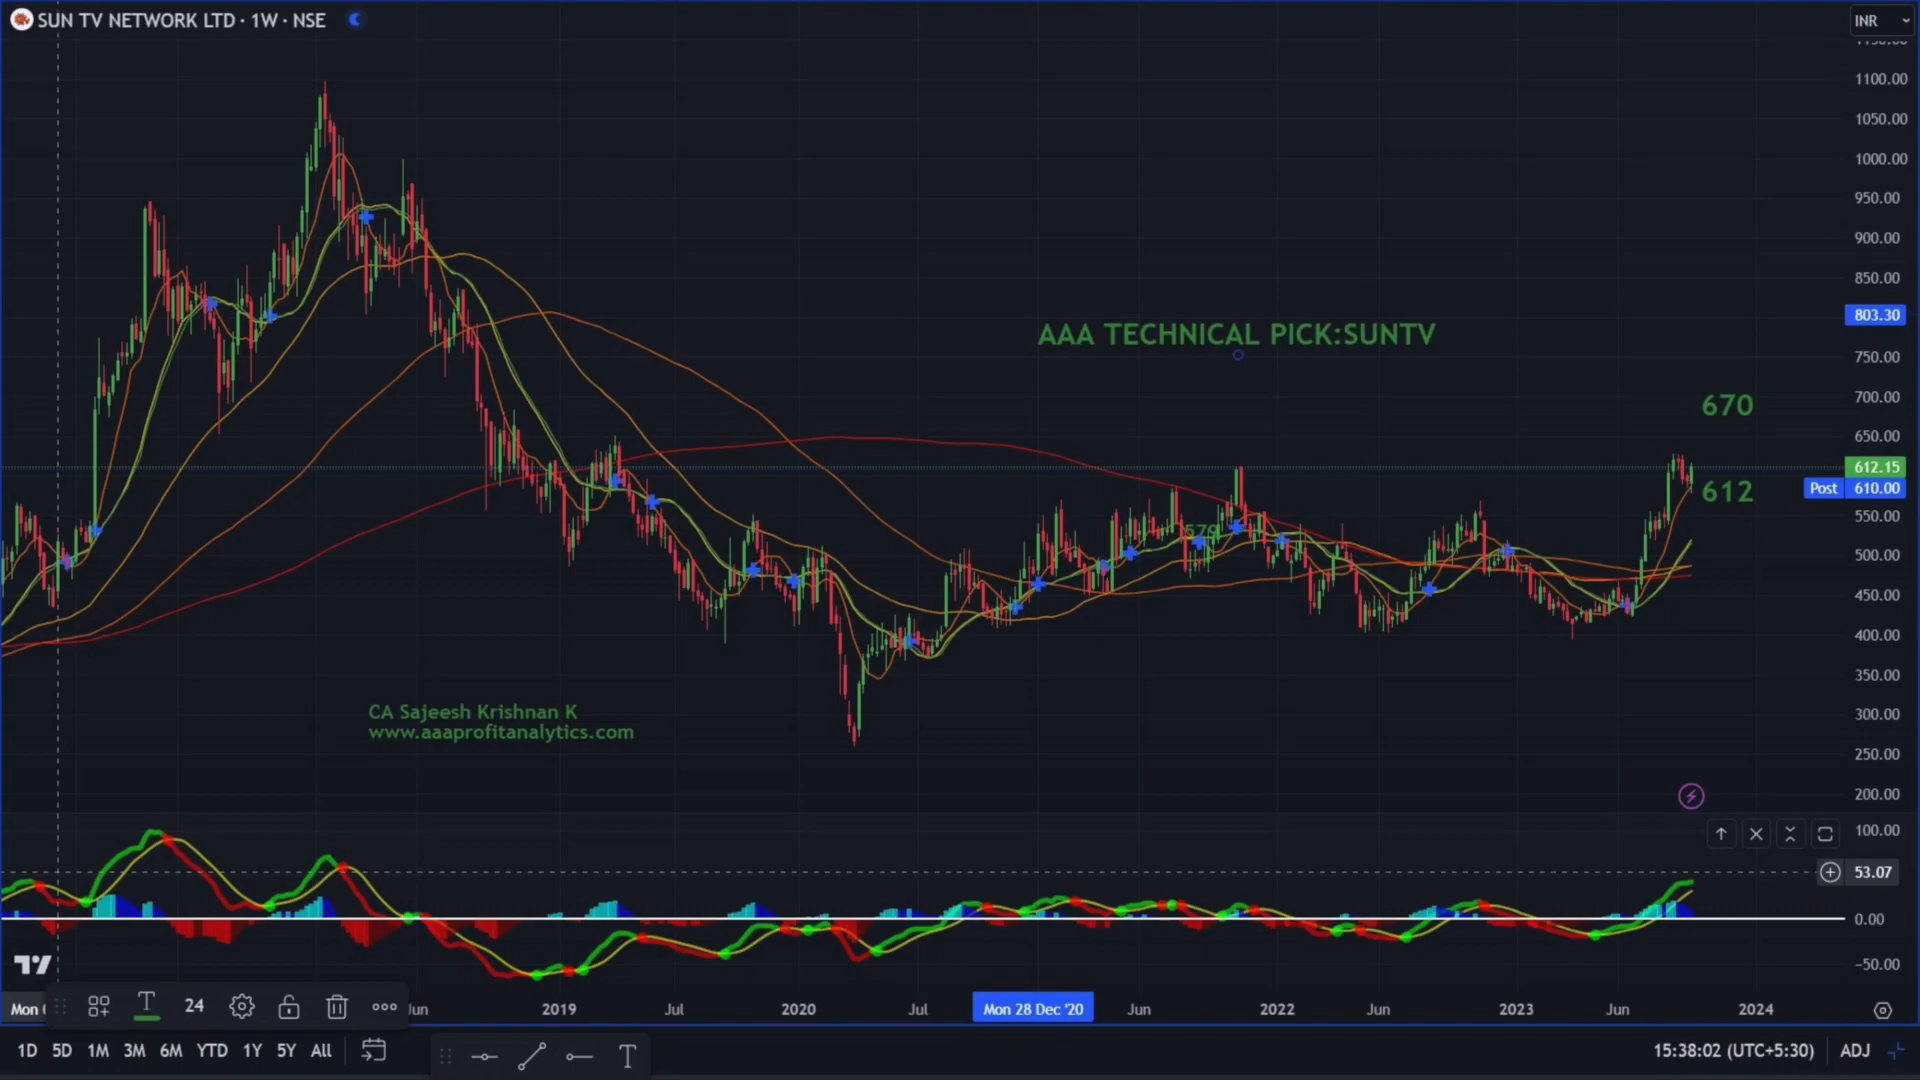 SUN TV NETWORK LTD · 1W · NSE
INR
1100.00
1050.00
1000.00
950.00
900.00
850.00
803.30
AAA TECHNICAL PICK:SUNTV
750.00
670
700.00
650.00
612.15
612
Post 610.00
570
550.00
500.00
450.00
400.00
350.00
CA Sajeesh Krishnan K
www.aaaprofitanalytics.com
300.00
250.00
200.00
100.00
53.07
0.00
−50.00
Mon
24
Jun 2019 Jul 2020 Jul Mon 28 Dec '20 Jun 2022 Jun 2023 Jun 2024
1D 5D 1M 3M 6M YTD 1Y 5Y All
T
15:38:02 (UTC+5:30) ADJ